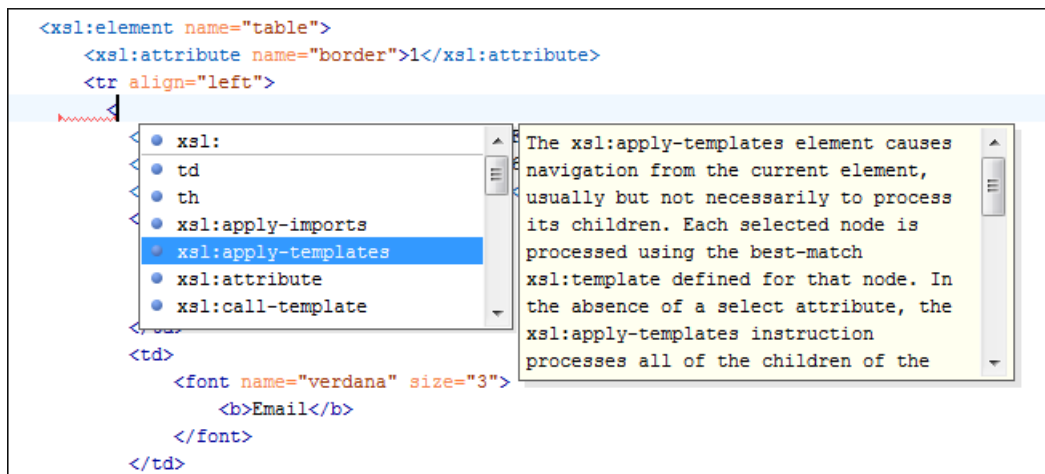 <xsl:element name="table">
<xsl:attribute name="border">1</xsl:attribute>
<tr align="left">
<
xsl:
td
th
xsl:apply-imports
xsl:apply-templates
xsl:attribute
xsl:call-template
The xsl:apply-templates element causes
navigation from the current element,
usually but not necessarily to process
its children. Each selected node is
processed using the best-match
xsl:template defined for that node. In
the absence of a select attribute, the
xsl:apply-templates instruction
processes all of the children of the
<td>
<font name="verdana" size="3">
<b>Email</b>
</font>
</td>